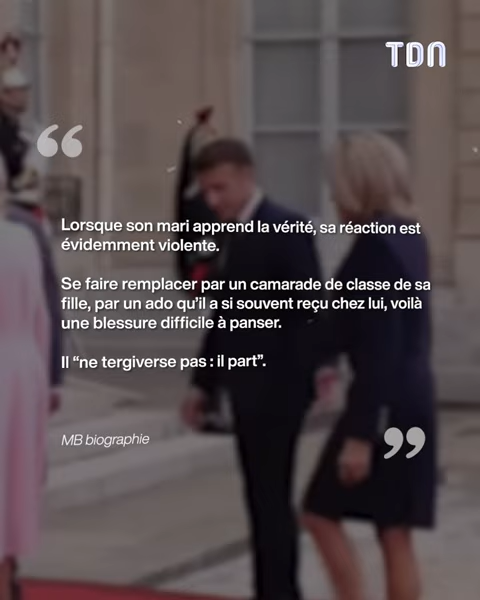 TDN
“
Lorsque son mari apprend la vérité, sa réaction est
évidemment violente.
Se faire remplacer par un camarade de classe de sa
fille, par un ado qu’il a si souvent reçu chez lui, voilà
une blessure difficile à panser.
Il “ne tergiverse pas : il part”.
MB biographie
”